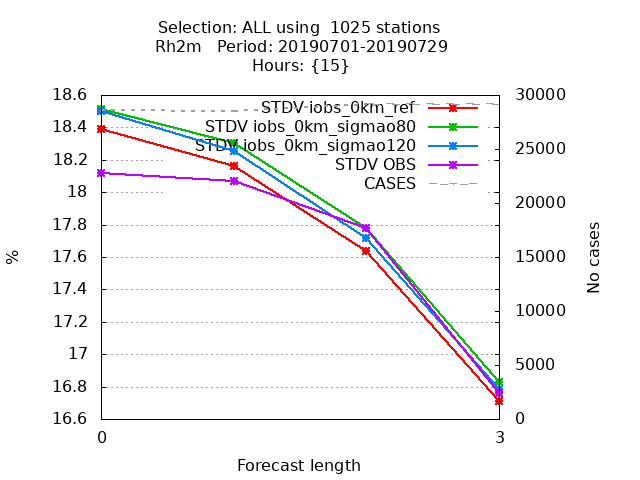 Selection: ALL using  1025 stations
Rh2m   Period: 20190701-20190729
Hours: {15}
18.6
18.4
18.2
18
17.8
17.6
17.4
17.2
17
16.8
16.6
%
STDV iobs_0km_ref
STDV iobs_0km_sigmao80
STDV iobs_0km_sigmao120
STDV OBS
CASES
30000
25000
20000
15000
10000
5000
0
No cases
0
3
Forecast length